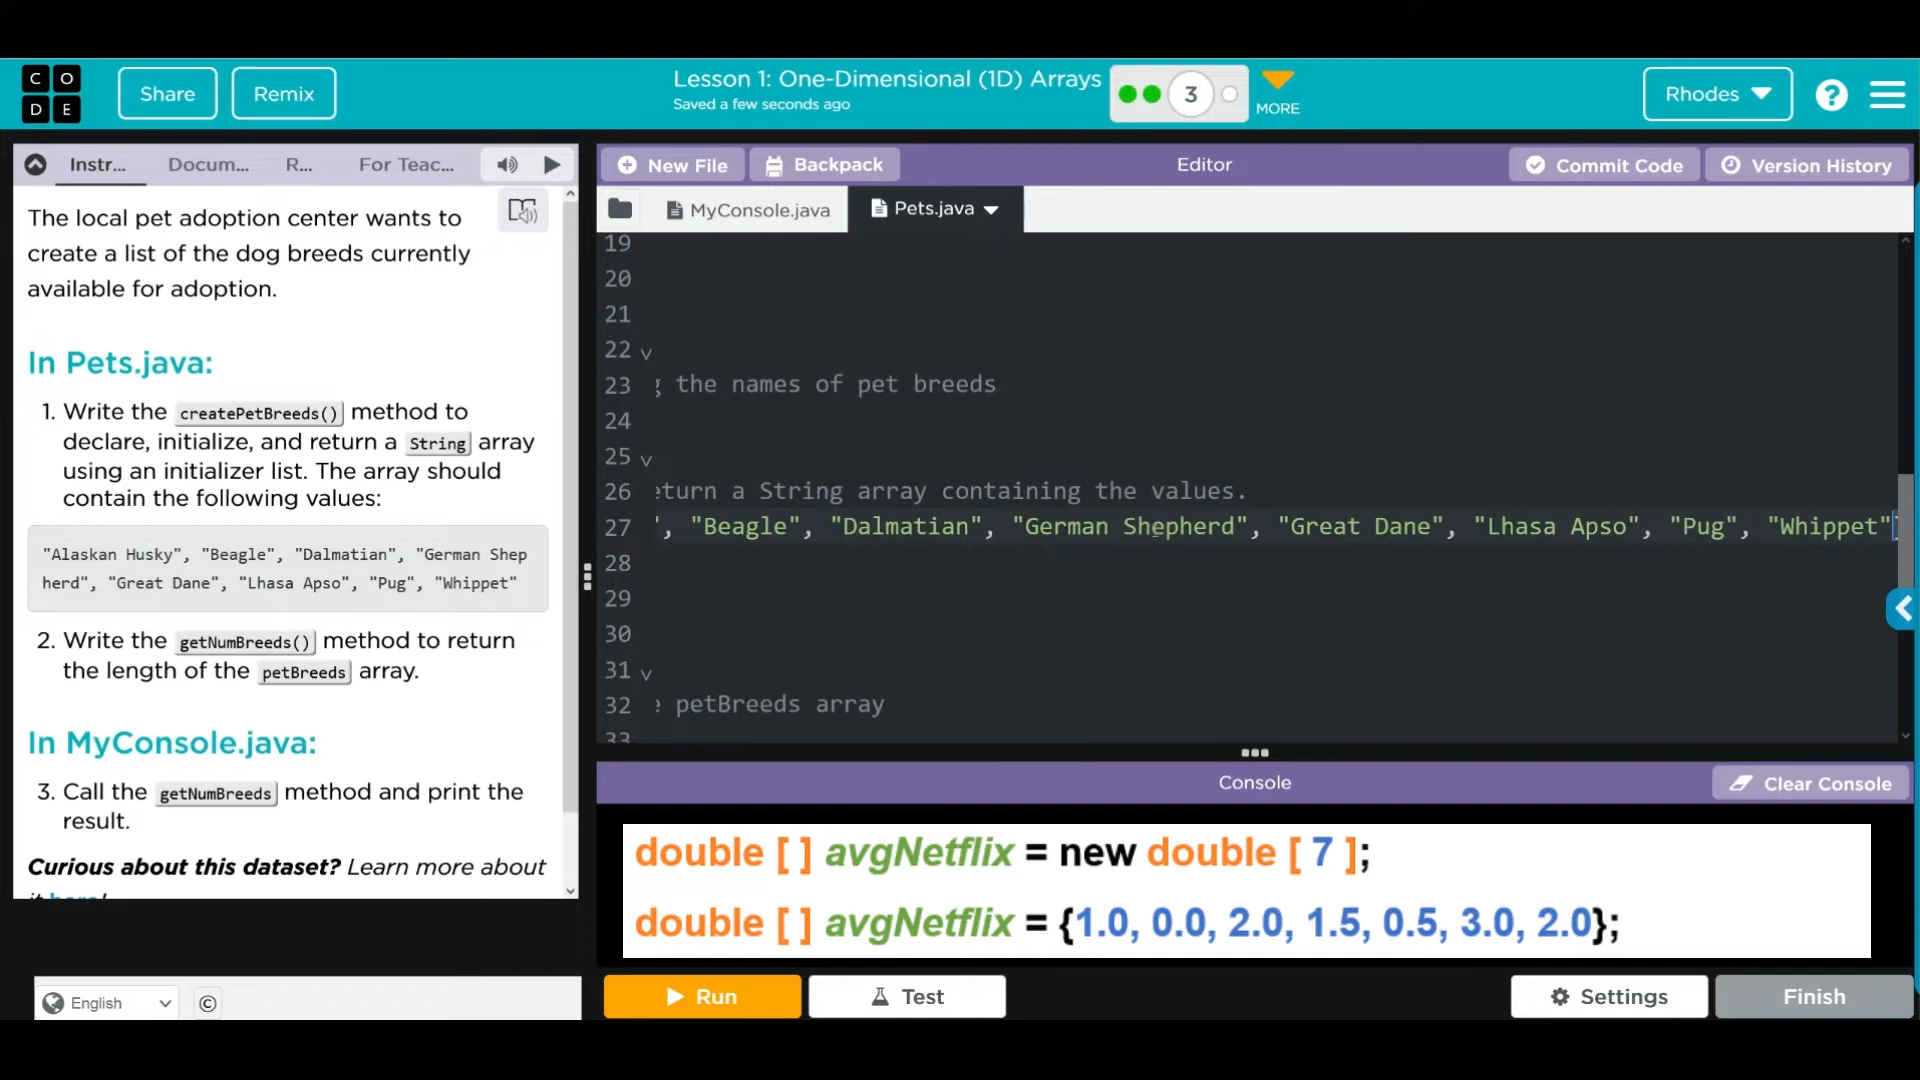 C O
D E
Share
Remix
Lesson 1: One-Dimensional (1D) Arrays
Saved a few seconds ago
3
MORE
Rhodes
?
Instr...
Docum...
R...
For Teac...
New File
Backpack
Editor
Commit Code
Version History
MyConsole.java
Pets.java
The local pet adoption center wants to
create a list of the dog breeds currently
available for adoption.
In Pets.java:
1. Write the createPetBreeds() method to
declare, initialize, and return a String array
using an initializer list. The array should
contain the following values:
"Alaskan Husky", "Beagle", "Dalmatian", "German Shep
herd", "Great Dane", "Lhasa Apso", "Pug", "Whippet"
2. Write the getNumBreeds() method to return
the length of the petBreeds array.
In MyConsole.java:
3. Call the getNumBreeds method and print the
result.
Curious about this dataset? Learn more about
it here!
19
20
21
22
23 g the names of pet breeds
24
25
26 eturn a String array containing the values.
27 ", "Beagle", "Dalmatian", "German Shepherd", "Great Dane", "Lhasa Apso", "Pug", "Whippet"
28
29
30
31
32 e petBreeds array
33
Console
Clear Console
double [ ] avgNetflix = new double [ 7 ];
double [ ] avgNetflix = {1.0, 0.0, 2.0, 1.5, 0.5, 3.0, 2.0};
English
©
Run
Test
Settings
Finish